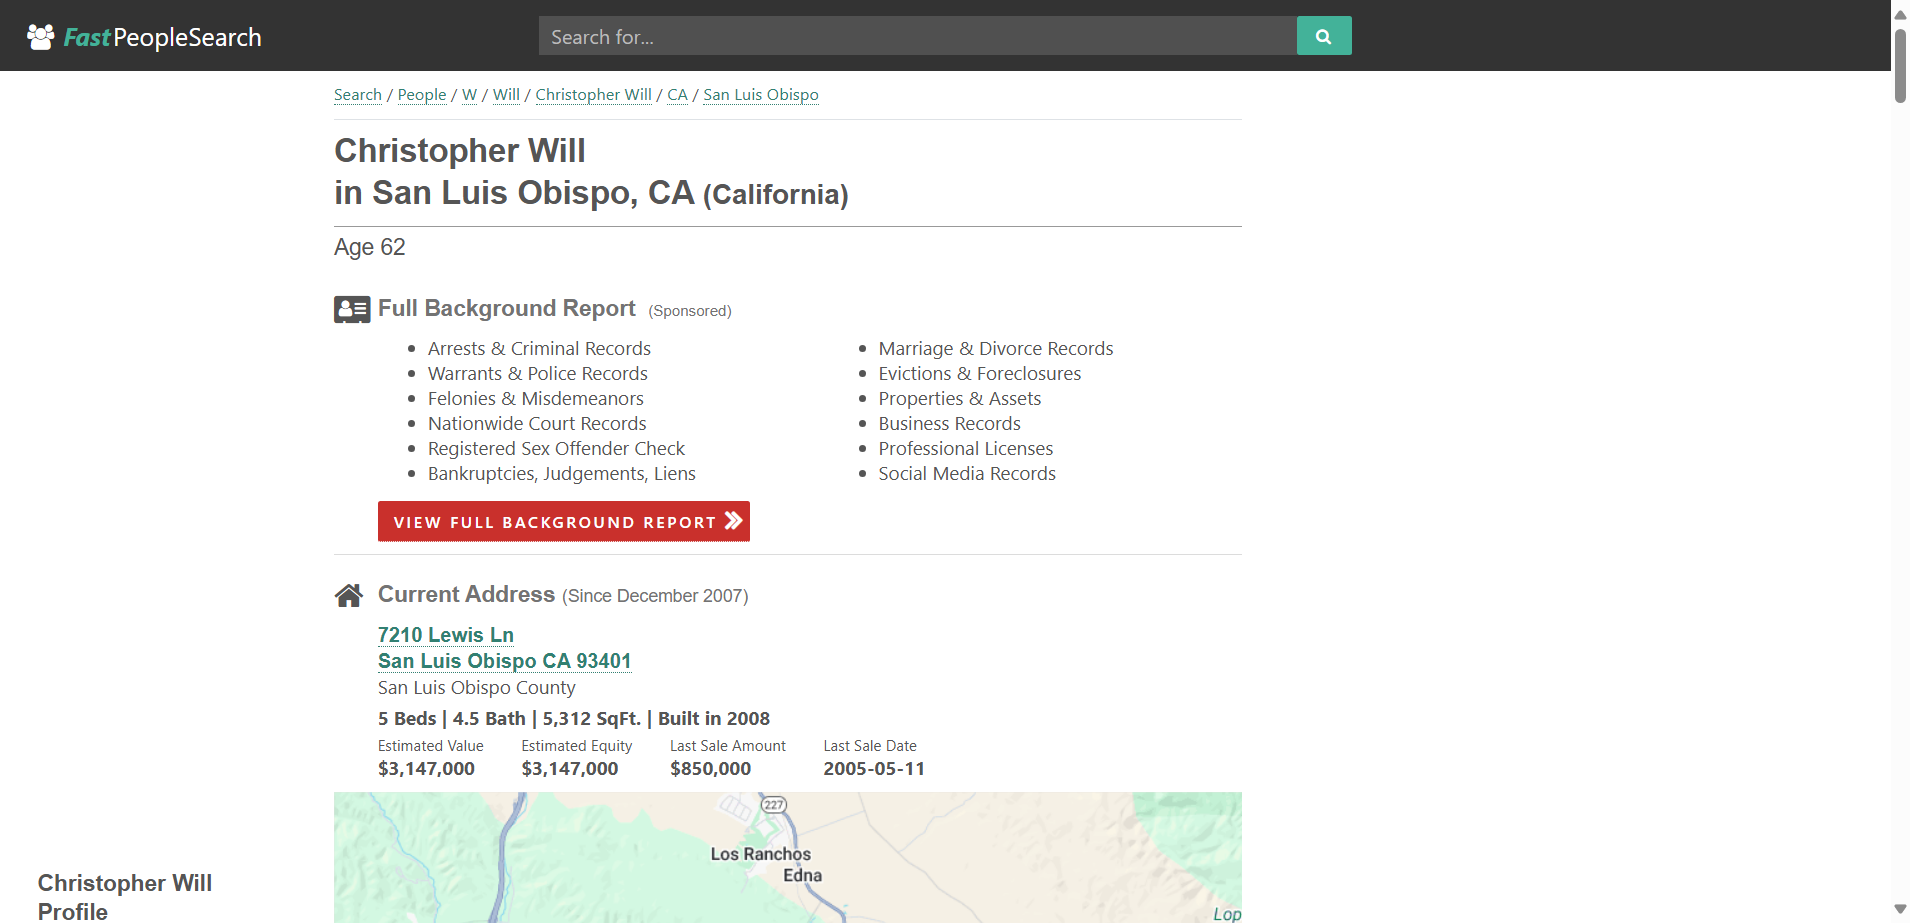 FastPeopleSearch
Search for...
Search / People / W / Will / Christopher Will / CA / San Luis Obispo
Christopher Will
in San Luis Obispo, CA (California)
Age 62
Full Background Report (Sponsored)
Arrests & Criminal Records
Warrants & Police Records
Felonies & Misdemeanors
Nationwide Court Records
Registered Sex Offender Check
Bankruptcies, Judgements, Liens
Marriage & Divorce Records
Evictions & Foreclosures
Properties & Assets
Business Records
Professional Licenses
Social Media Records
VIEW FULL BACKGROUND REPORT
Current Address (Since December 2007)
7210 Lewis Ln
San Luis Obispo CA 93401
San Luis Obispo County
5 Beds | 4.5 Bath | 5,312 SqFt. | Built in 2008
Estimated Value Estimated Equity Last Sale Amount Last Sale Date
$3,147,000 $3,147,000 $850,000 2005-05-11
227
Los Ranchos
Edna
Lop
Christopher Will
Profile